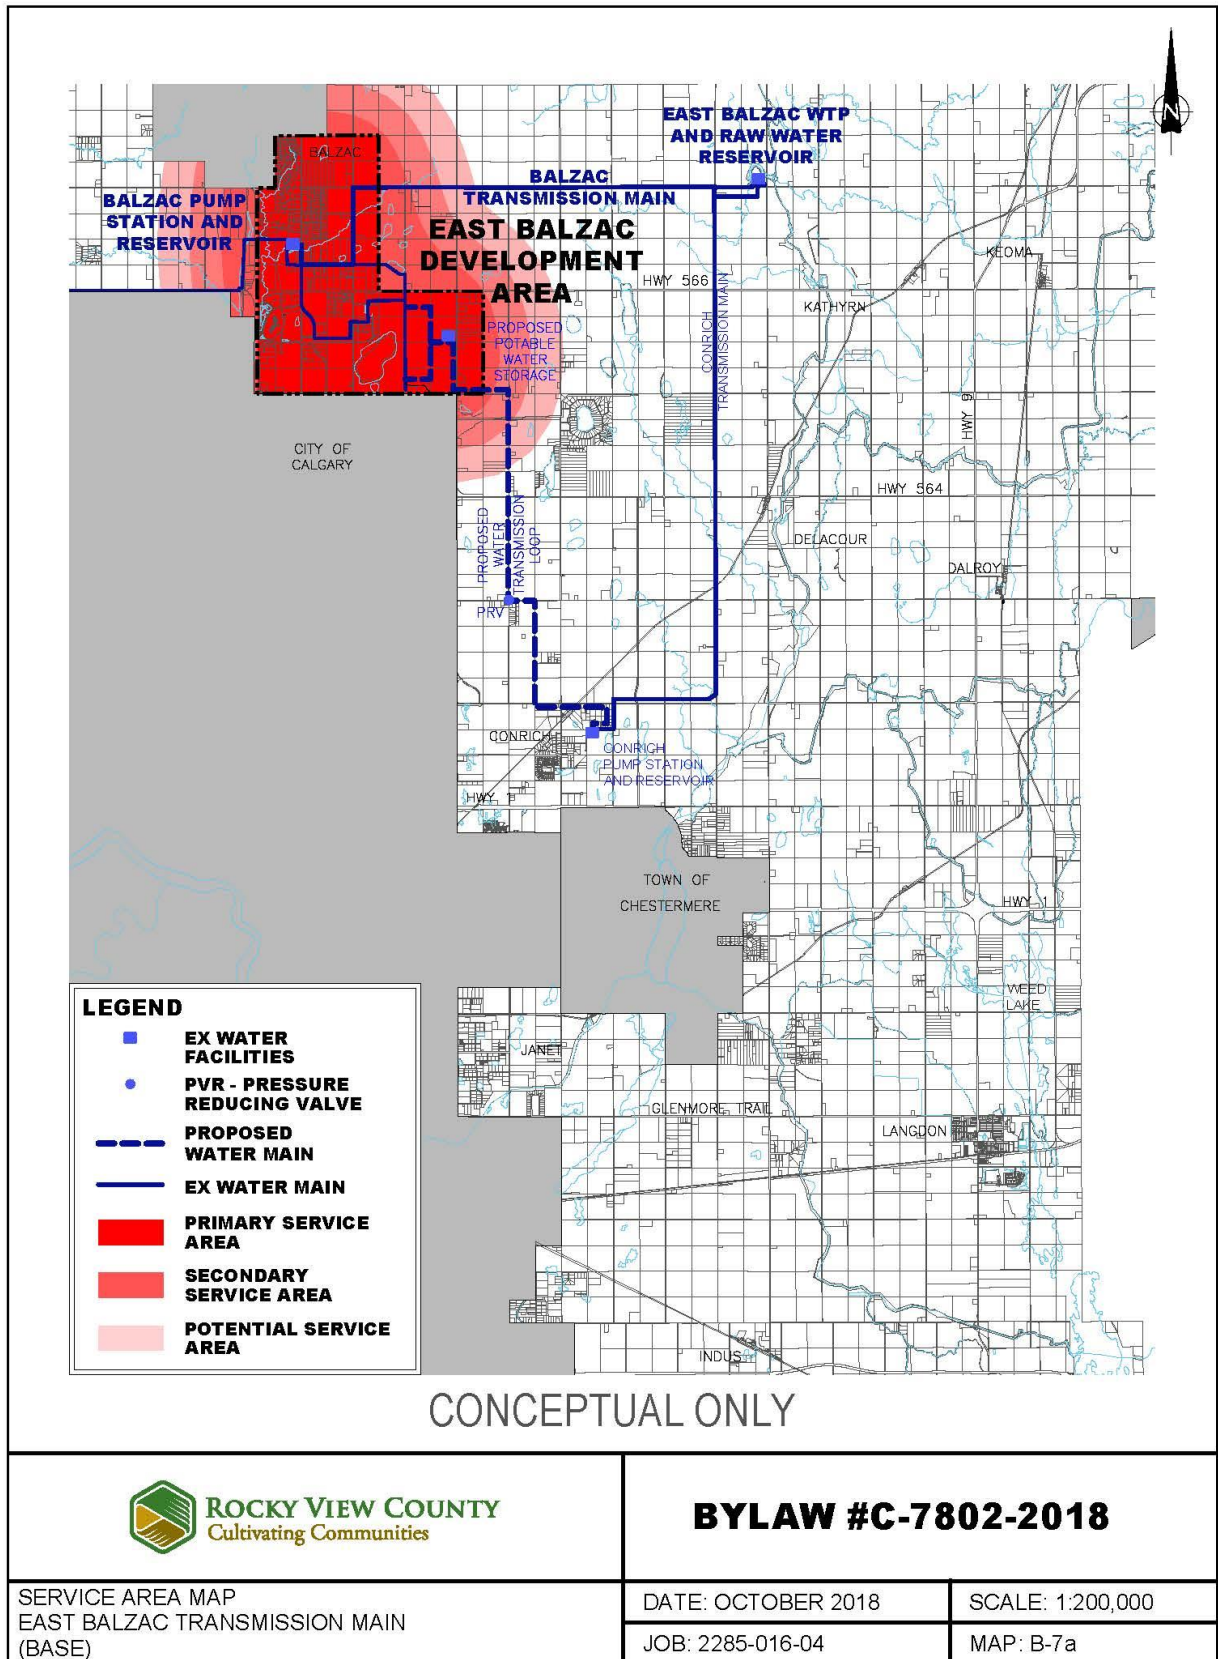 EAST BALZAC WTP
AND RAW WATER
RESERVOIR
BALZAC
BALZAC
TRANSMISSION MAIN
BALZAC PUMP
STATION AND
RESERVOIR
EAST BALZAC
DEVELOPMENT
AREA
KEOMA
HWY 566
KATHYRN
CONRICH
TRANSMISSION MAIN
PROPOSED
POTABLE
WATER
STORAGE
HWY 9
CITY OF
CALGARY
HWY 564
PROPOSED
WATER
TRANSMISSION
LOOP
DELACOUR
DALROY
PRV
CONRICH
CONRICH
PUMP STATION
AND RESERVOIR
HWY 1
TOWN OF
CHESTERMERE
HWY 1
WEED
LAKE
JANET
GLENMORE TRAIL
LANGDON
INDUS
LEGEND
EX WATER
FACILITIES
PVR - PRESSURE
REDUCING VALVE
PROPOSED
WATER MAIN
EX WATER MAIN
PRIMARY SERVICE
AREA
SECONDARY
SERVICE AREA
POTENTIAL SERVICE
AREA
N
CONCEPTUAL ONLY
ROCKY VIEW COUNTY
Cultivating Communities
BYLAW #C-7802-2018
SERVICE AREA MAP
EAST BALZAC TRANSMISSION MAIN
(BASE)
DATE: OCTOBER 2018
SCALE: 1:200,000
JOB: 2285-016-04
MAP: B-7a